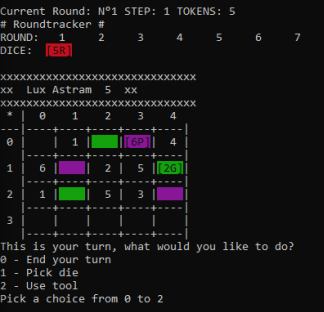 Current Round: Nº1 STEP: 1 TOKENS: 5
# Roundtracker #
ROUND: 1 2 3 4 5 6 7
DICE: [5R]
xxxxxxxxxxxxxxxxxxxxxxxxxxxxxxx
xx Lux Astram 5 xx
xxxxxxxxxxxxxxxxxxxxxxxxxxxxxxx
* | 0 1 2 3 4
---|----+----+----+----+----|
0 | | 1| |[6P]| 4
---|----+----+----+----+----|
1 | 6| | 2| 5|[2G]|
---|----+----+----+----+----|
2 | 1| | 5| 3| |
---|----+----+----+----+----|
3 |
This is your turn, what would you like to do?
0 - End your turn
1 - Pick die
2 - Use tool
Pick a choice from 0 to 2